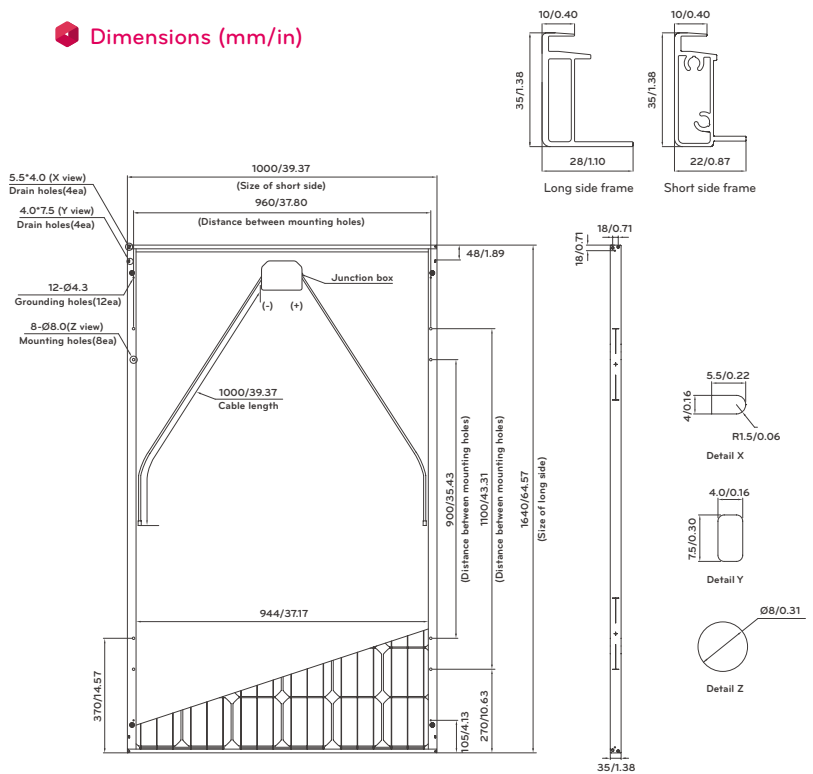 Dimensions (mm/in)
10/0.40
10/0.40
35/1.38
35/1.38
28/1.10
22/0.87
Long side frame
Short side frame
1000/39.37
(Size of short side)
960/37.80
(Distance between mounting holes)
5.5*4.0 (X view)
Drain holes(4ea)
4.0*7.5 (Y view)
Drain holes(4ea)
12-Ø4.3
Grounding holes(12ea)
8-Ø8.0(Z view)
Mounting holes(8ea)
48/1.89
Junction box
(-)
(+)
1000/39.37
Cable length
900/35.43
(Distance between mounting holes)
1100/43.31
(Distance between mounting holes)
1640/64.57
(Size of long side)
944/37.17
370/14.57
105/4.13
270/10.63
18/0.71
18/0.71
35/1.38
5.5/0.22
4/0.16
R1.5/0.06
Detail X
4.0/0.16
7.5/0.30
Detail Y
Ø8/0.31
Detail Z